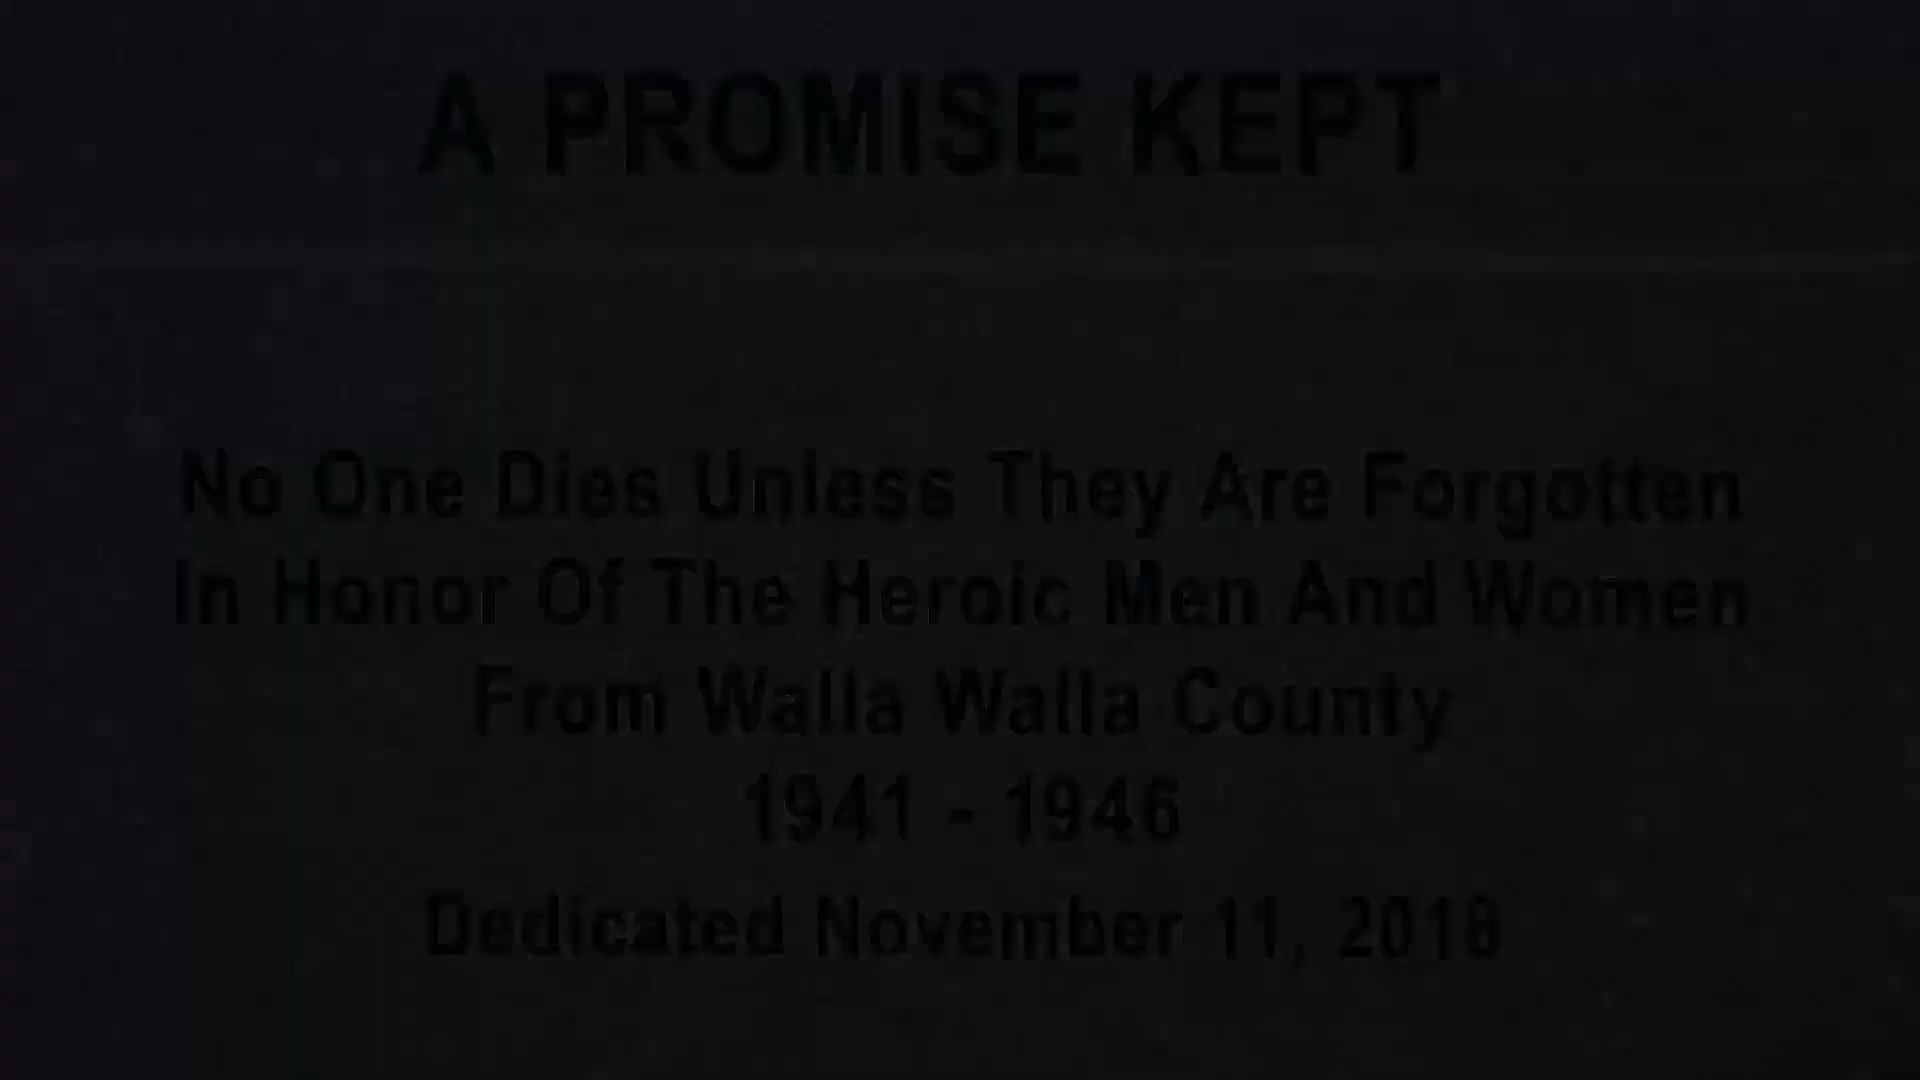 A PROMISE KEPT
No One Dies Unless They Are Forgotten
In Honor Of The Heroic Men And Women
From Walla Walla County
1941 - 1946
Dedicated November 11, 2018